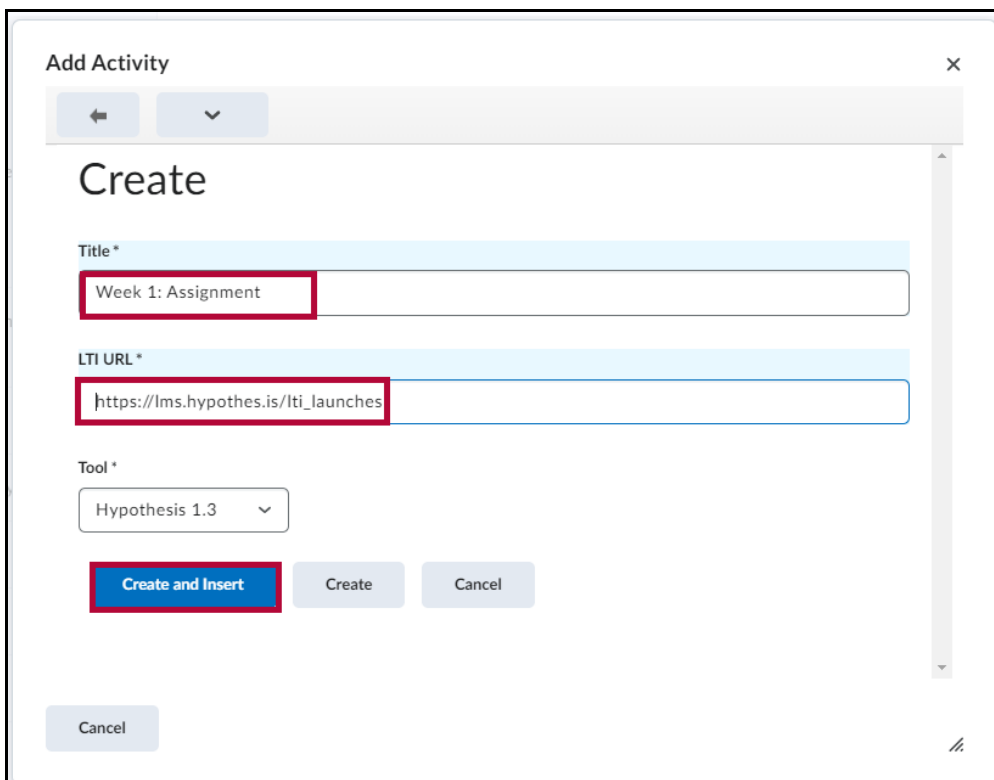 Add Activity
Create
Title *
Week 1: Assignment
LTI URL *
https://lms.hypothes.is/lti_launches
Tool *
Hypothesis 1.3
Create and Insert Create Cancel
Cancel